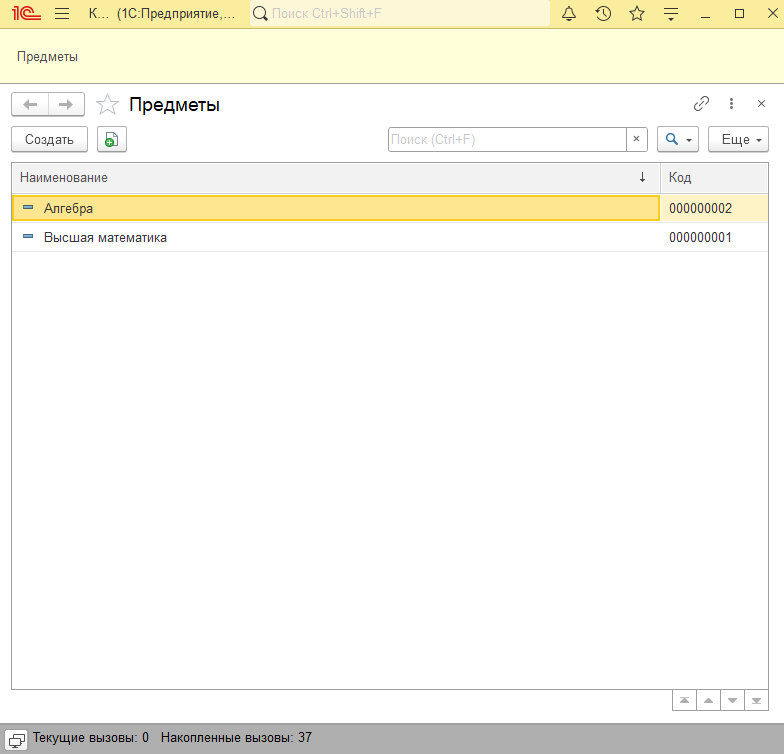 1С К... (1С:Предприятие,... Поиск Ctrl+Shift+F
Предметы
Предметы
Создать Поиск (Ctrl+F) × Еще
Наименование ↓ Код
Алгебра 000000002
Высшая математика 000000001
Текущие вызовы: 0 Накопленные вызовы: 37